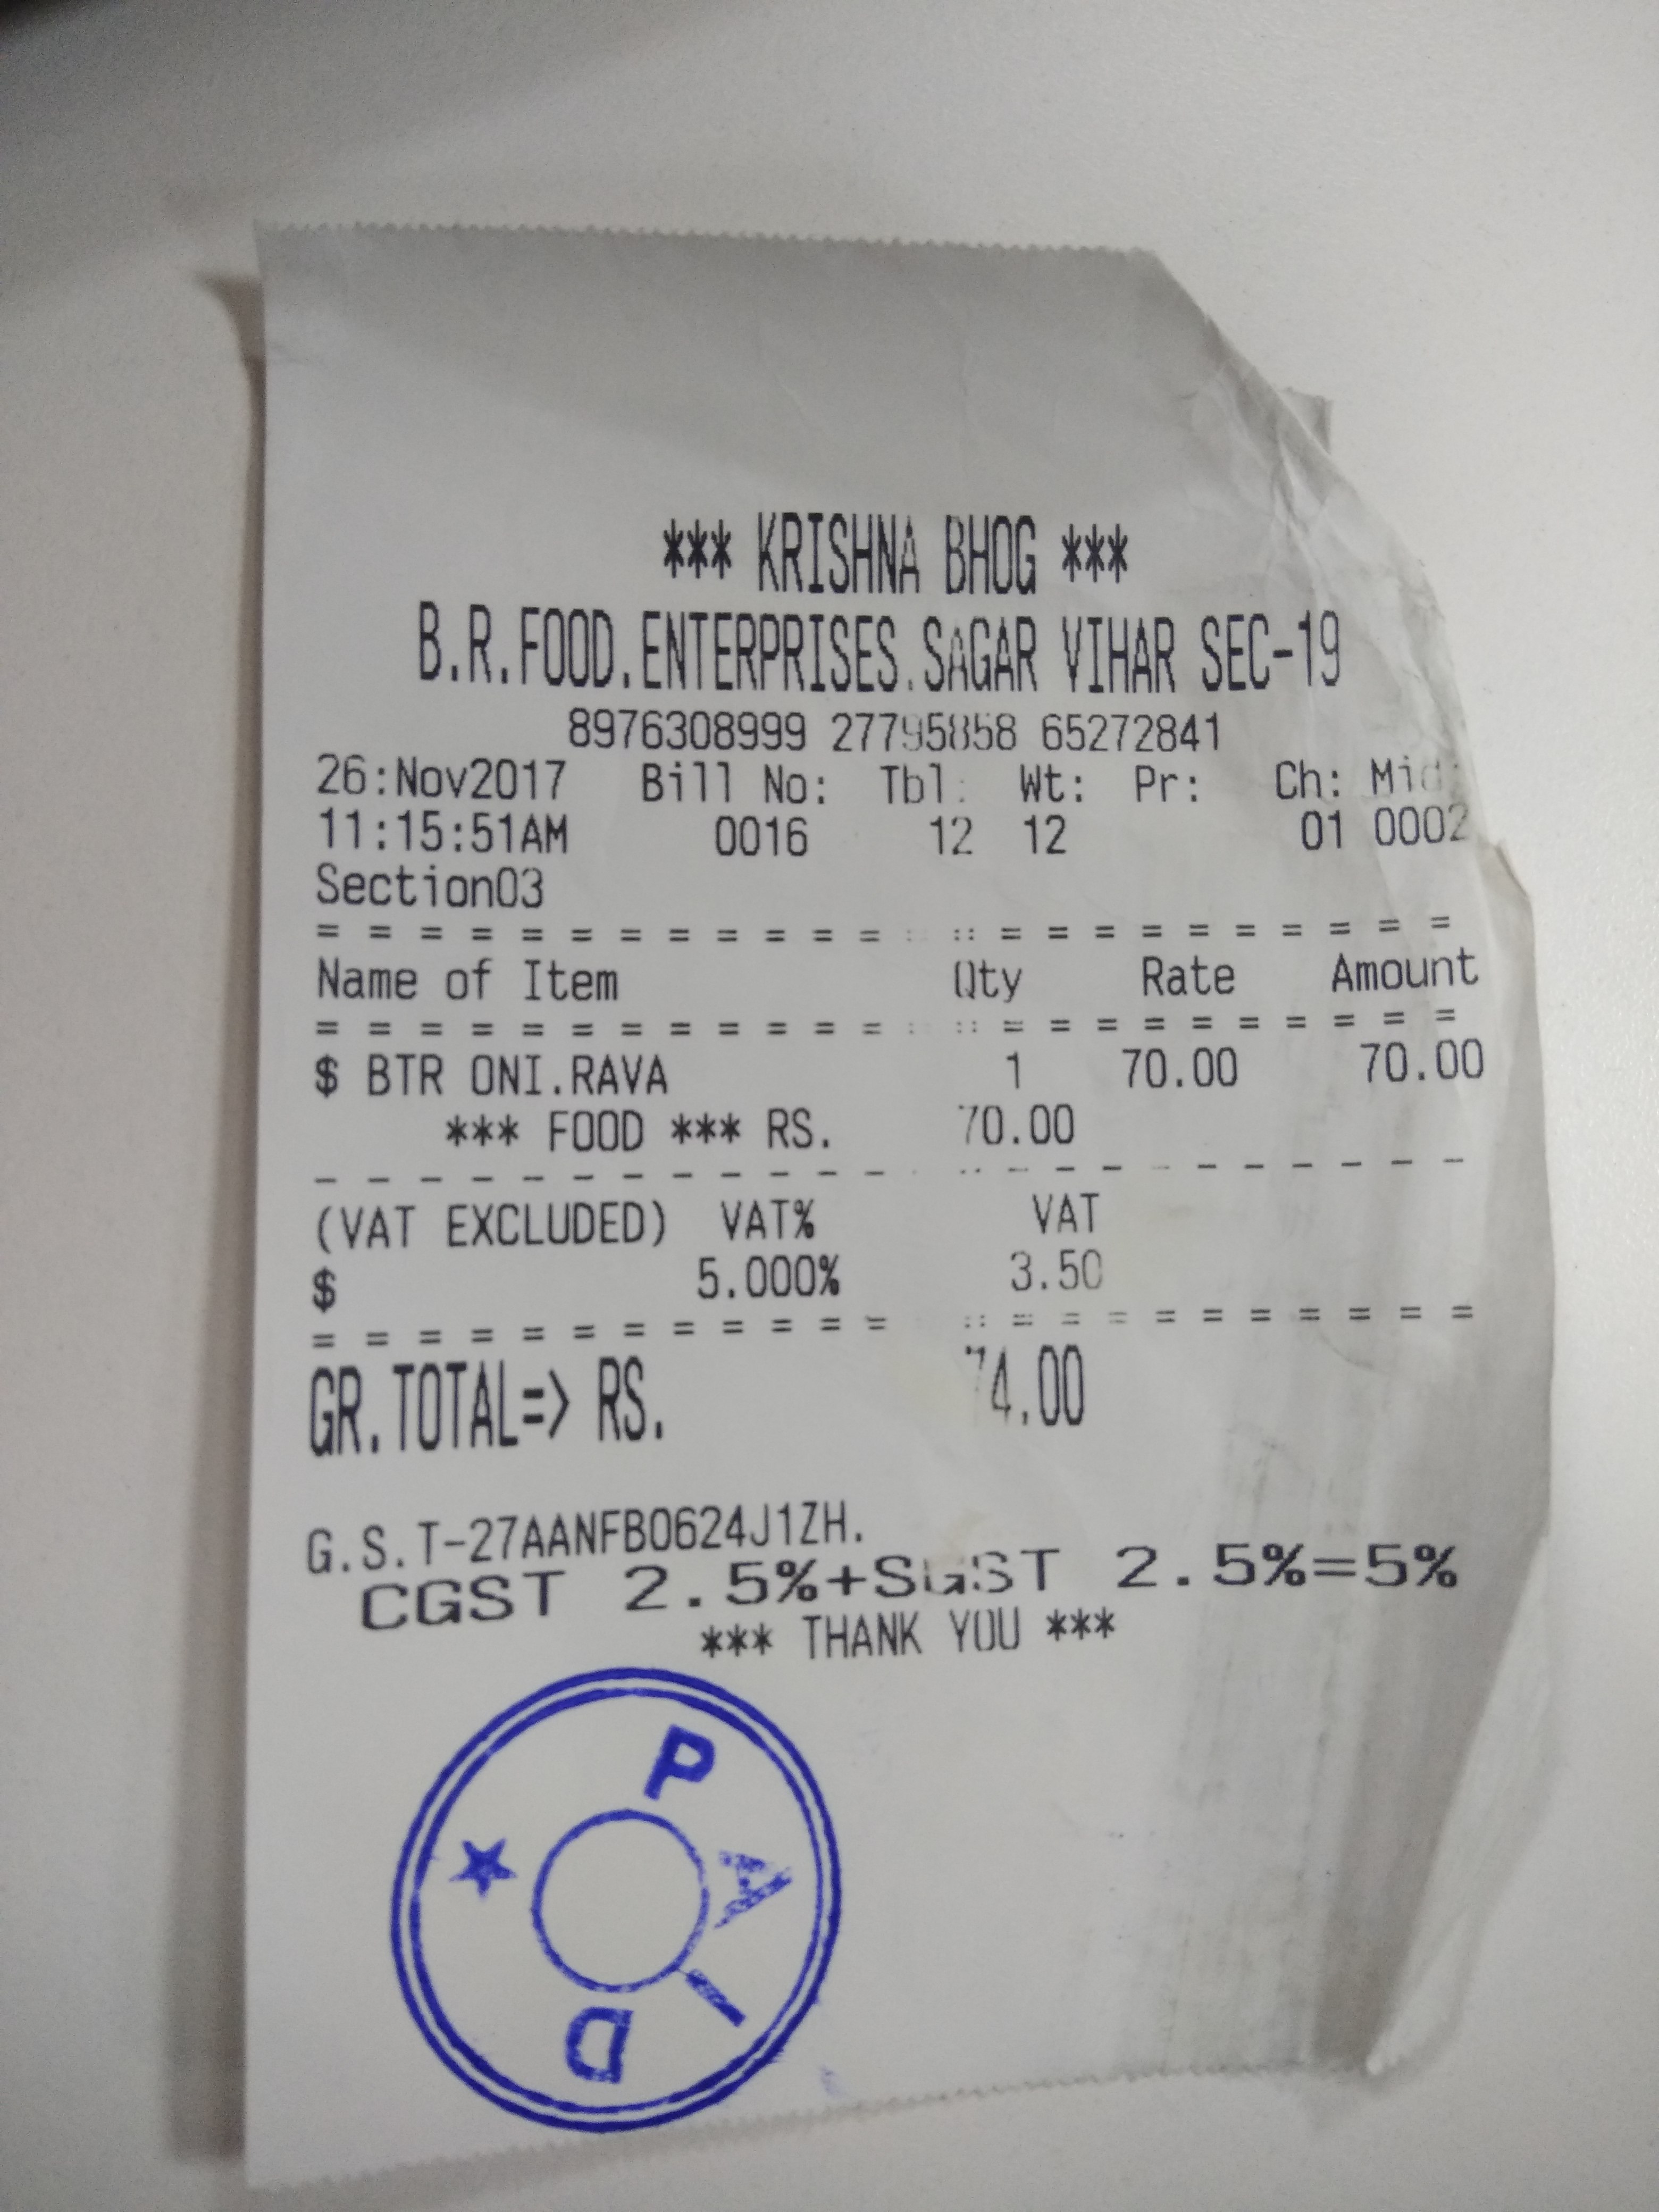 *** KRISHNA BHOG ***
B.R.FOOD.ENTERPRISES.SAGAR VIHAR SEC-19
8976308999 27795858 65272841
26:Nov2017 Bill No: Tbl: Wt: Pr: Ch: Mid:
11:15:51AM 0016 12 12 01 0002
Section03
= = = = = = = = = = = = = = = = = = = = = = = =
Name of Item Qty Rate Amount
= = = = = = = = = = = = = = = = = = = = = = = =
$ BTR ONI.RAVA 1 70.00 70.00
*** FOOD *** RS. 70.00
- - - - - - - - - - - - - - - - - - - - - - - -
(VAT EXCLUDED) VAT% VAT
$ 5.000% 3.50
= = = = = = = = = = = = = = = = = = = = = = = =
GR.TOTAL=> RS. 74.00
G.S.T-27AANFB0624J1ZH.
CGST 2.5%+SGST 2.5%=5%
*** THANK YOU ***
PAID